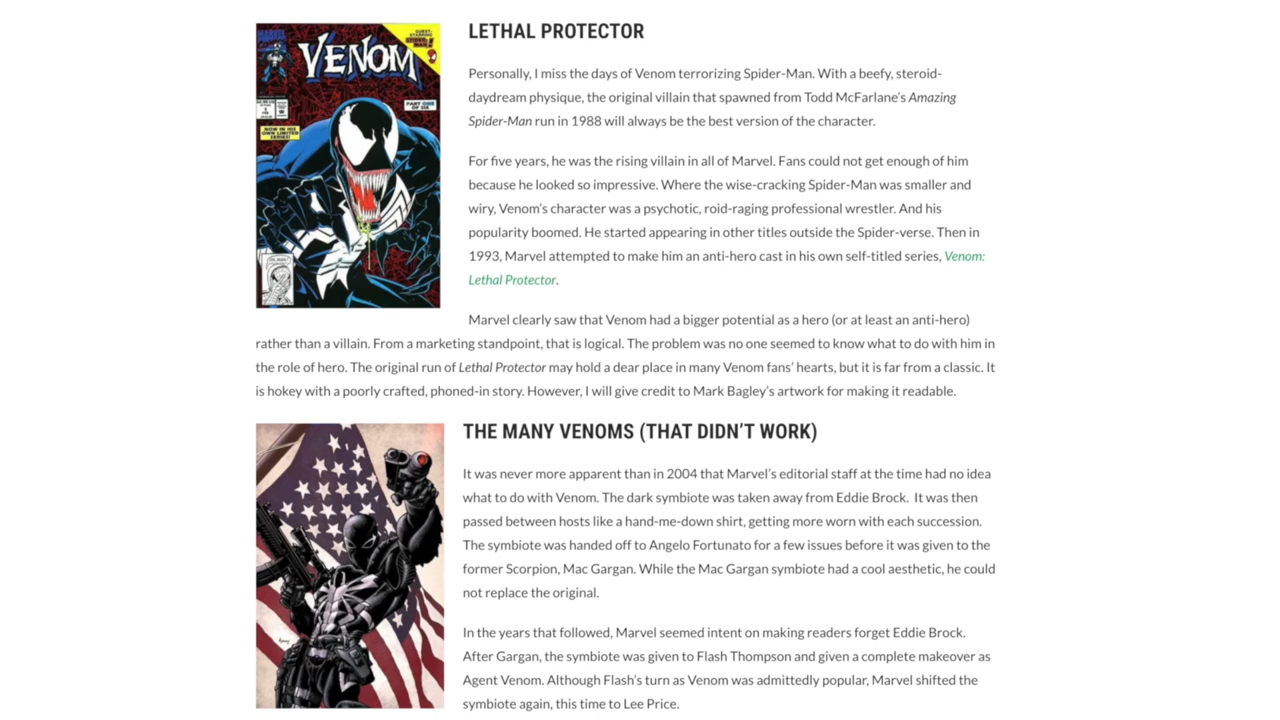 LETHAL PROTECTOR
Personally, I miss the days of Venom terrorizing Spider-Man. With a beefy, steroid-
daydream physique, the original villain that spawned from Todd McFarlane's Amazing
Spider-Man run in 1988 will always be the best version of the character.
For five years, he was the rising villain in all of Marvel. Fans could not get enough of him
because he looked so impressive. Where the wise-cracking Spider-Man was smaller and
wiry, Venom's character was a psychotic, roid-raging professional wrestler. And his
popularity boomed. He started appearing in other titles outside the Spider-verse. Then in
1993, Marvel attempted to make him an anti-hero cast in his own self-titled series, Venom:
Lethal Protector.
Marvel clearly saw that Venom had a bigger potential as a hero (or at least an anti-hero)
rather than a villain. From a marketing standpoint, that is logical. The problem was no one seemed to know what to do with him in
the role of hero. The original run of Lethal Protector may hold a dear place in many Venom fans' hearts, but it is far from a classic. It
is hokey with a poorly crafted, phoned-in story. However, I will give credit to Mark Bagley's artwork for making it readable.
MARVEL
VENOM
GUEST-
STARRING
SPIDER-
MAN!
PART ONE
OF SIX
NOW IN HIS
OWN LIMITED
SERIES!
THE MANY VENOMS (THAT DIDN'T WORK)
It was never more apparent than in 2004 that Marvel's editorial staff at the time had no idea
what to do with Venom. The dark symbiote was taken away from Eddie Brock.  It was then
passed between hosts like a hand-me-down shirt, getting more worn with each succession.
The symbiote was handed off to Angelo Fortunato for a few issues before it was given to the
former Scorpion, Mac Gargan. While the Mac Gargan symbiote had a cool aesthetic, he could
not replace the original.
In the years that followed, Marvel seemed intent on making readers forget Eddie Brock.
After Gargan, the symbiote was given to Flash Thompson and given a complete makeover as
Agent Venom. Although Flash's turn as Venom was admittedly popular, Marvel shifted the
symbiote again, this time to Lee Price.